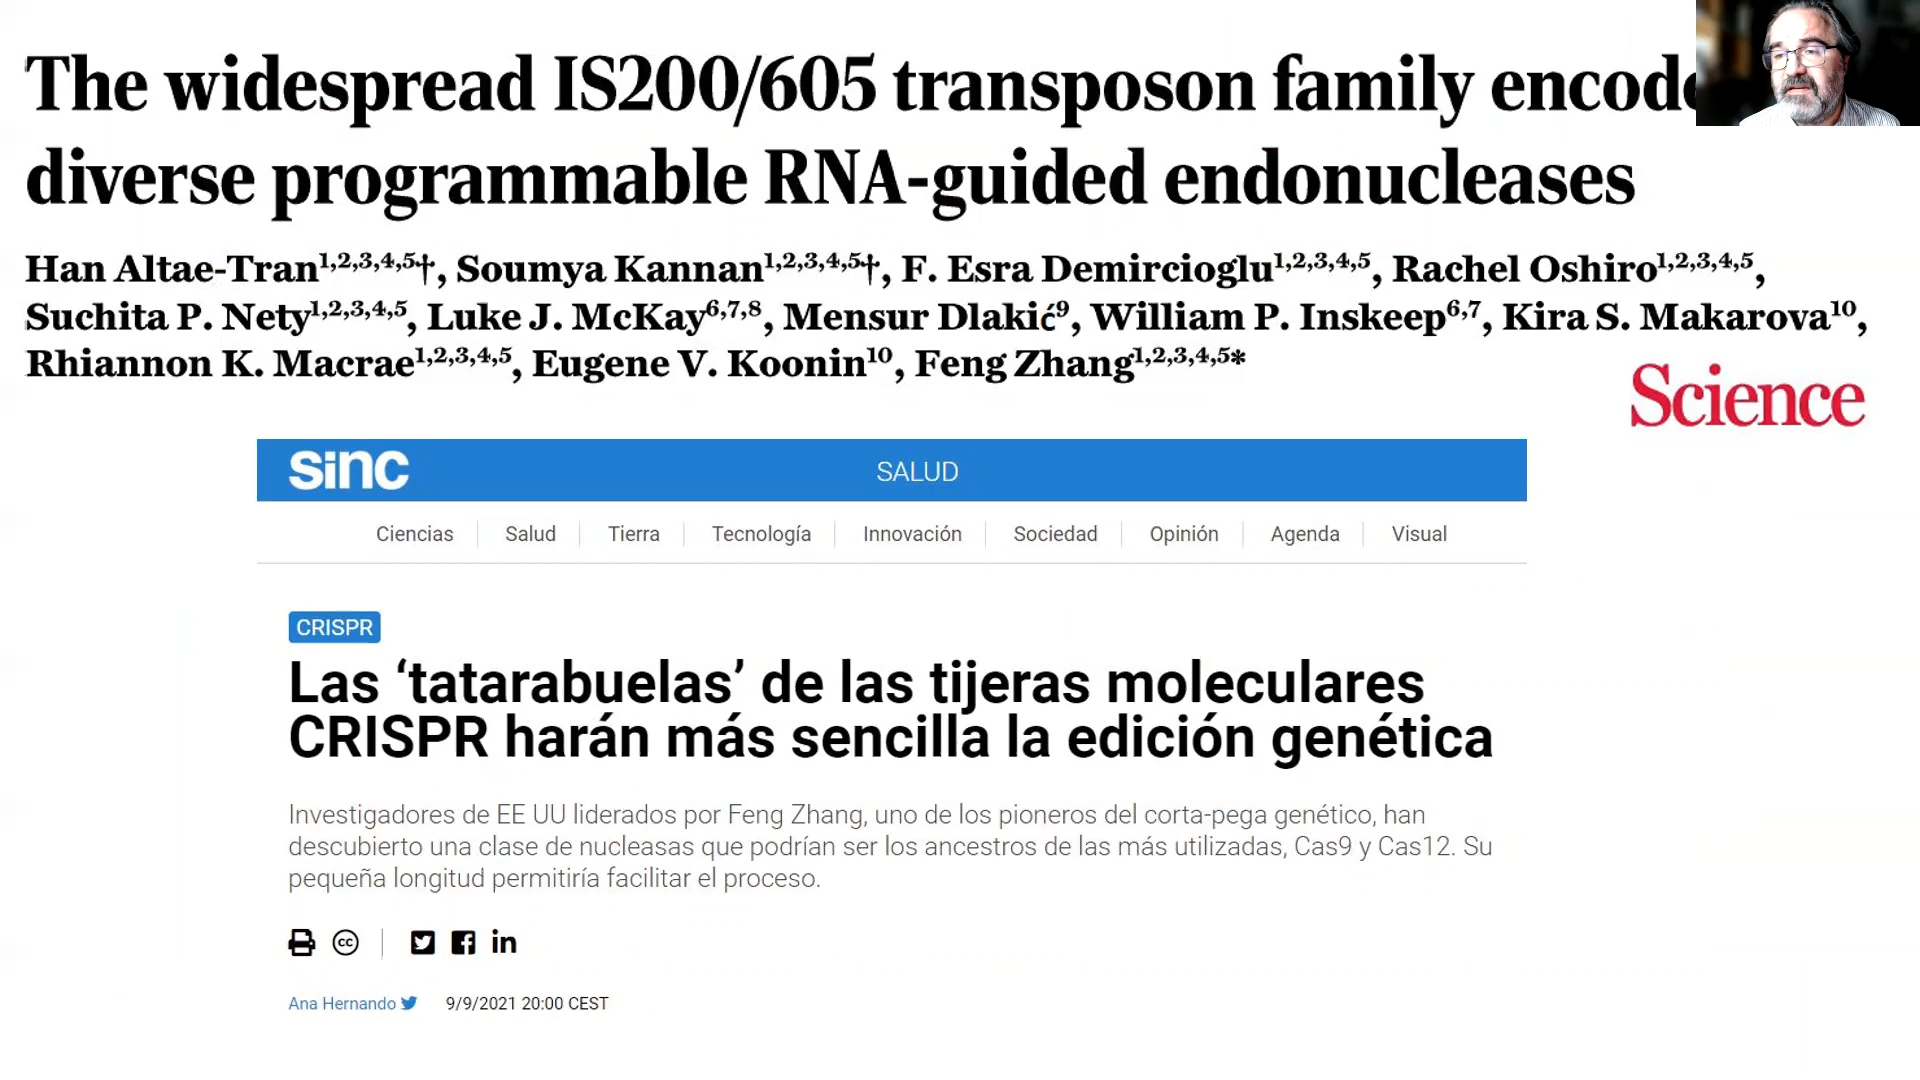 The widespread IS200/605 transposon family encod
diverse programmable RNA-guided endonucleases
Han Altae-Tran1,2,3,4,5†, Soumya Kannan1,2,3,4,5†, F. Esra Demircioglu1,2,3,4,5, Rachel Oshiro1,2,3,4,5,
Suchita P. Nety1,2,3,4,5, Luke J. McKay6,7,8, Mensur Dlakić9, William P. Inskeep6,7, Kira S. Makarova10,
Rhiannon K. Macrae1,2,3,4,5, Eugene V. Koonin10, Feng Zhang1,2,3,4,5*
Science
sinc
SALUD
Ciencias Salud Tierra Tecnología Innovación Sociedad Opinión Agenda Visual
CRISPR
Las ‘tatarabuelas’ de las tijeras moleculares
CRISPR harán más sencilla la edición genética
Investigadores de EE UU liderados por Feng Zhang, uno de los pioneros del corta-pega genético, han
descubierto una clase de nucleasas que podrían ser los ancestros de las más utilizadas, Cas9 y Cas12. Su
pequeña longitud permitiría facilitar el proceso.
cc
Ana Hernando 9/9/2021 20:00 CEST